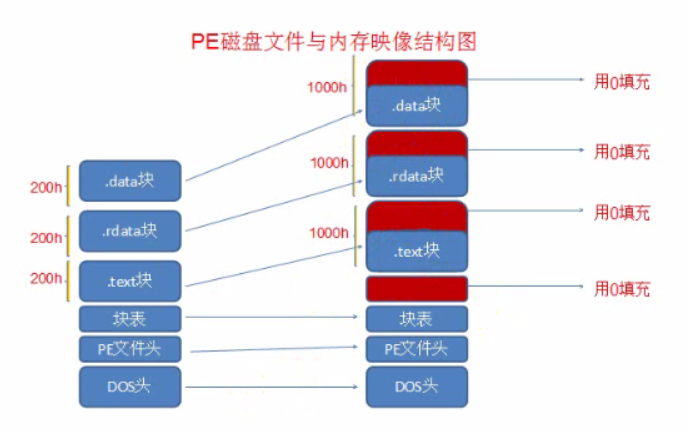 PE磁盘文件与内存映像结构图
1000h
用0填充
.data块
1000h
用0填充
.data块
200h
.rdata块
200h
.rdata块
1000h
用0填充
.text块
200h
.text块
用0填充
块表
块表
PE文件头
PE文件头
DOS头
DOS头